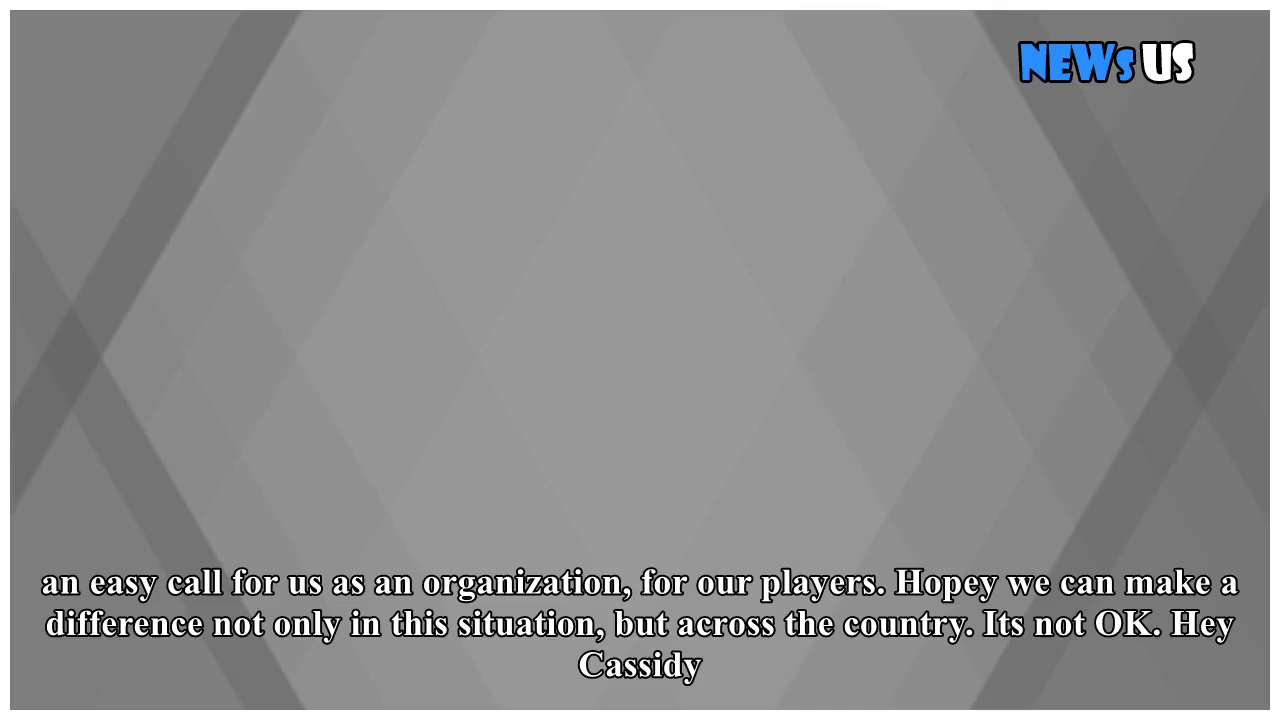 NEWs US
an easy call for us as an organization, for our players. Hopey we can make a
difference not only in this situation, but across the country. Its not OK. Hey
Cassidy